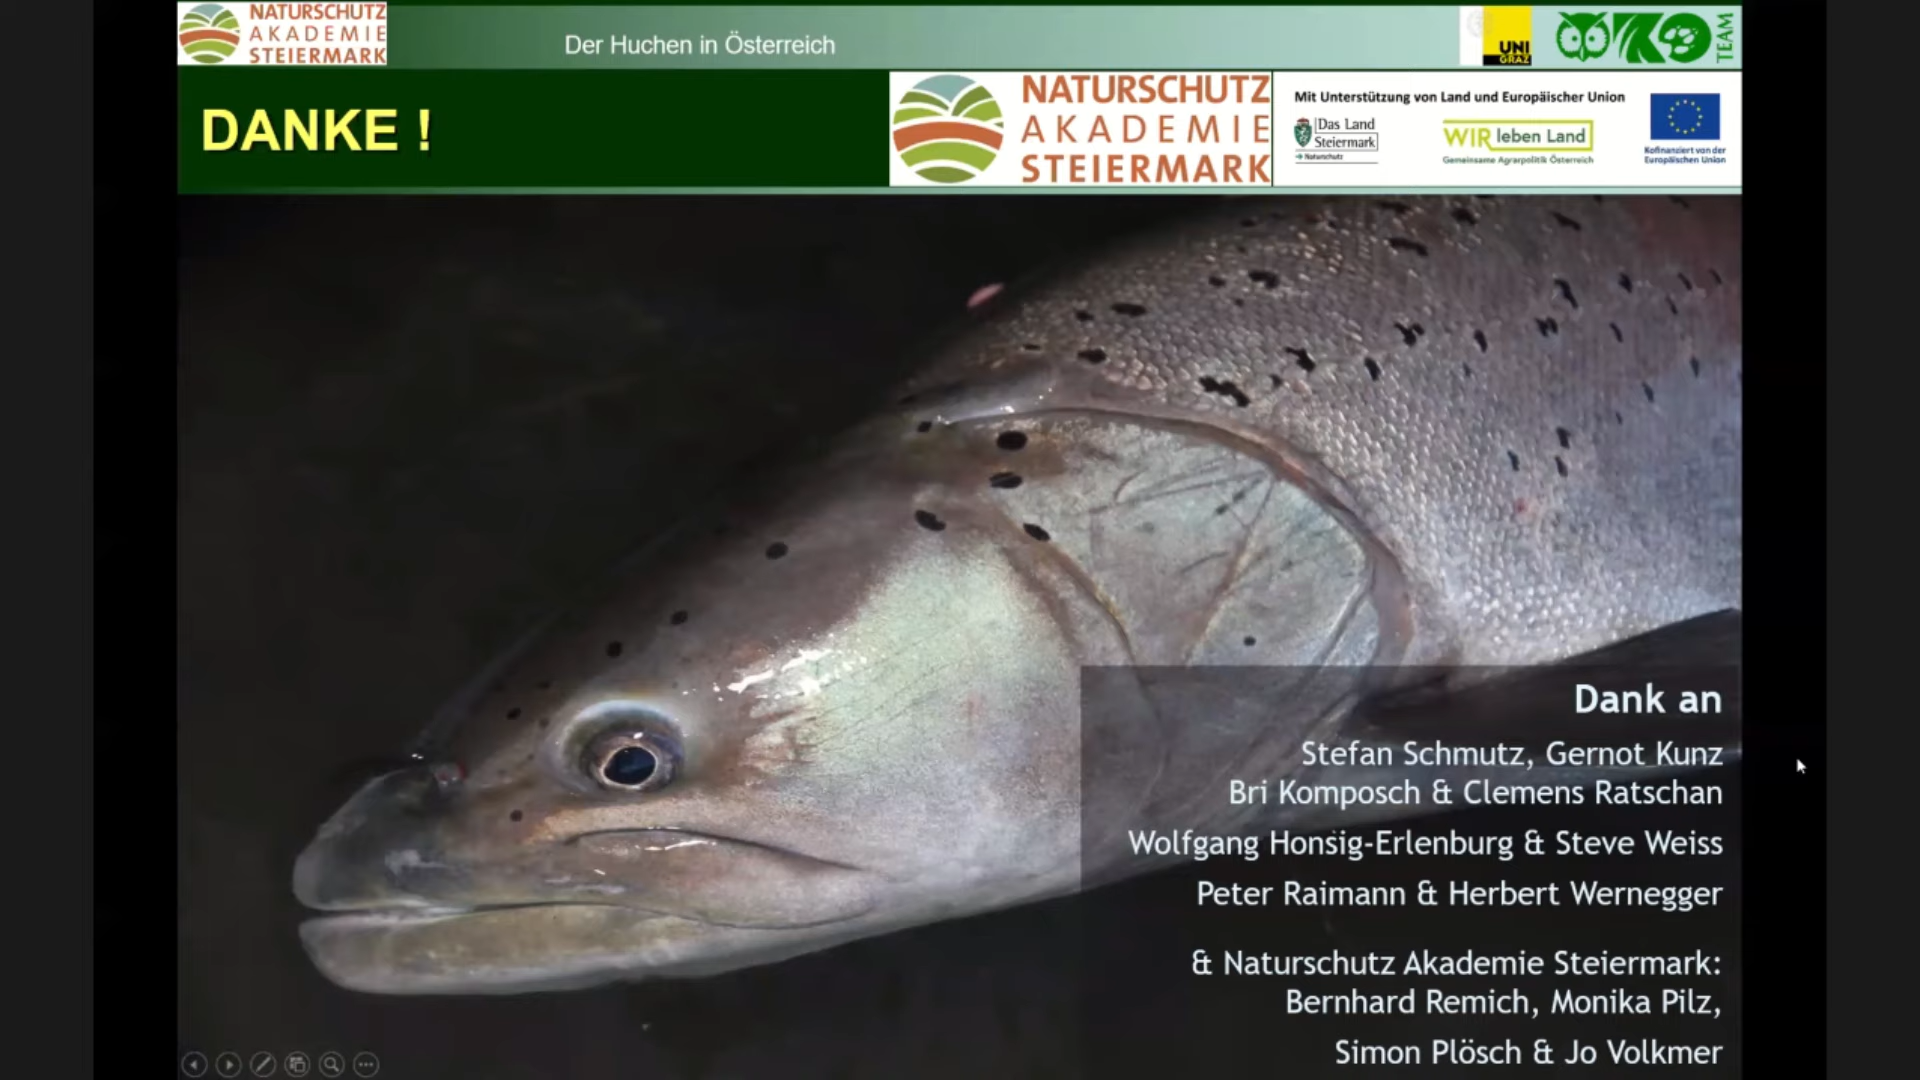 NATURSCHUTZ
AKADEMIE
STEIERMARK
Der Huchen in Österreich
UNI
GRAZ
ÖKO
TEAM
DANKE !
NATURSCHUTZ
AKADEMIE
STEIERMARK
Mit Unterstützung von Land und Europäischer Union
Das Land
Steiermark
→ Naturschutz
WIR leben Land
Gemeinsame Agrarpolitik Österreich
Kofinanziert von der
Europäischen Union
Dank an
Stefan Schmutz, Gernot Kunz
Bri Komposch & Clemens Ratschan
Wolfgang Honsig-Erlenburg & Steve Weiss
Peter Raimann & Herbert Wernegger
& Naturschutz Akademie Steiermark:
Bernhard Remich, Monika Pilz,
Simon Plösch & Jo Volkmer